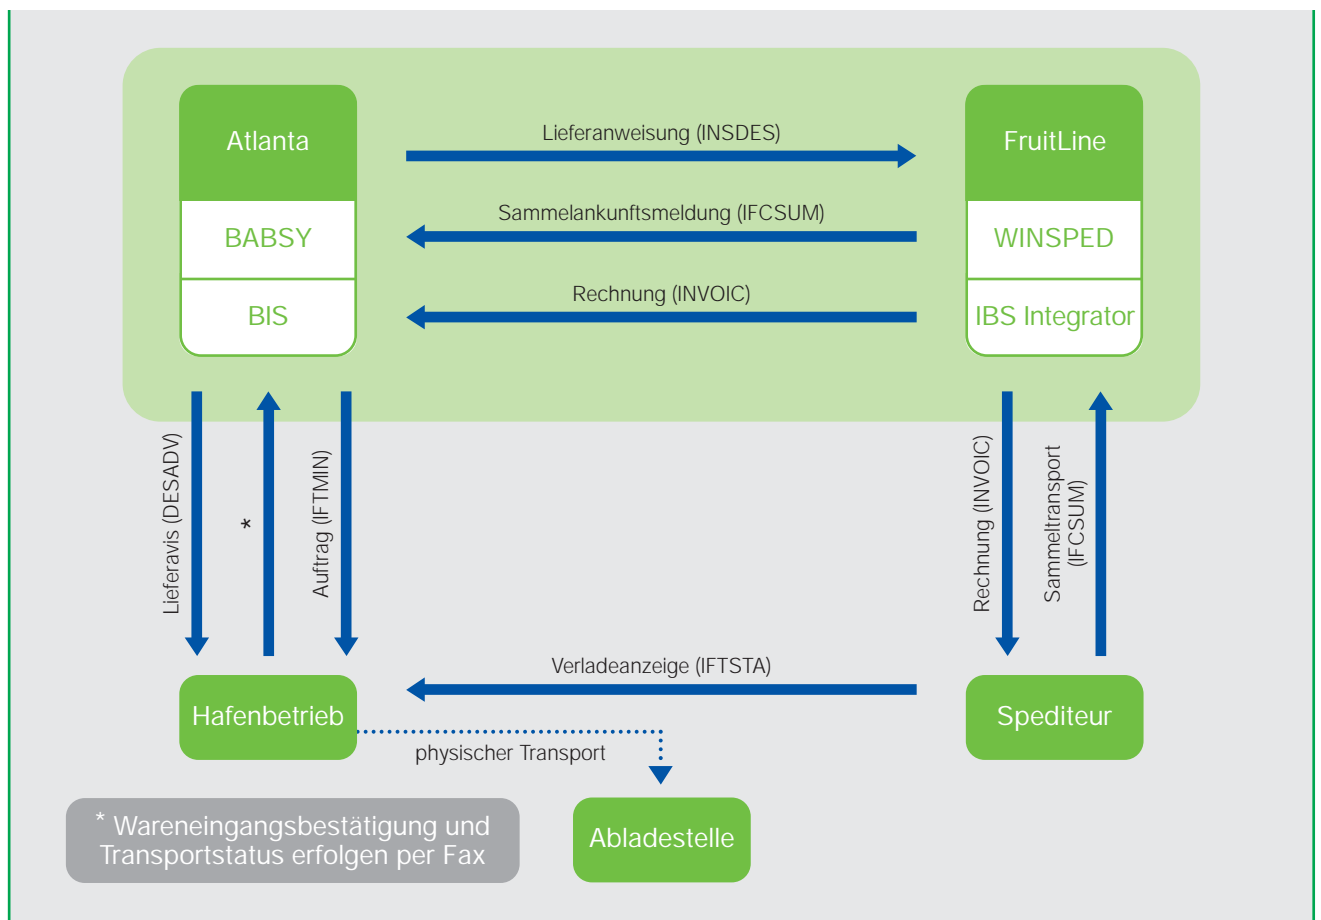 Atlanta
BABSY
BIS
Lieferanweisung (INSDES)
Sammelankunftsmeldung (IFCSUM)
Rechnung (INVOIC)
FruitLine
WINSPED
IBS Integrator
Lieferavis (DESADV)
*
Auftrag (IFTMIN)
Rechnung (INVOIC)
Sammeltransport
(IFCSUM)
Verladeanzeige (IFTSTA)
Hafenbetrieb
Spediteur
physischer Transport
* Wareneingangsbestätigung und
Transportstatus erfolgen per Fax
Abladestelle